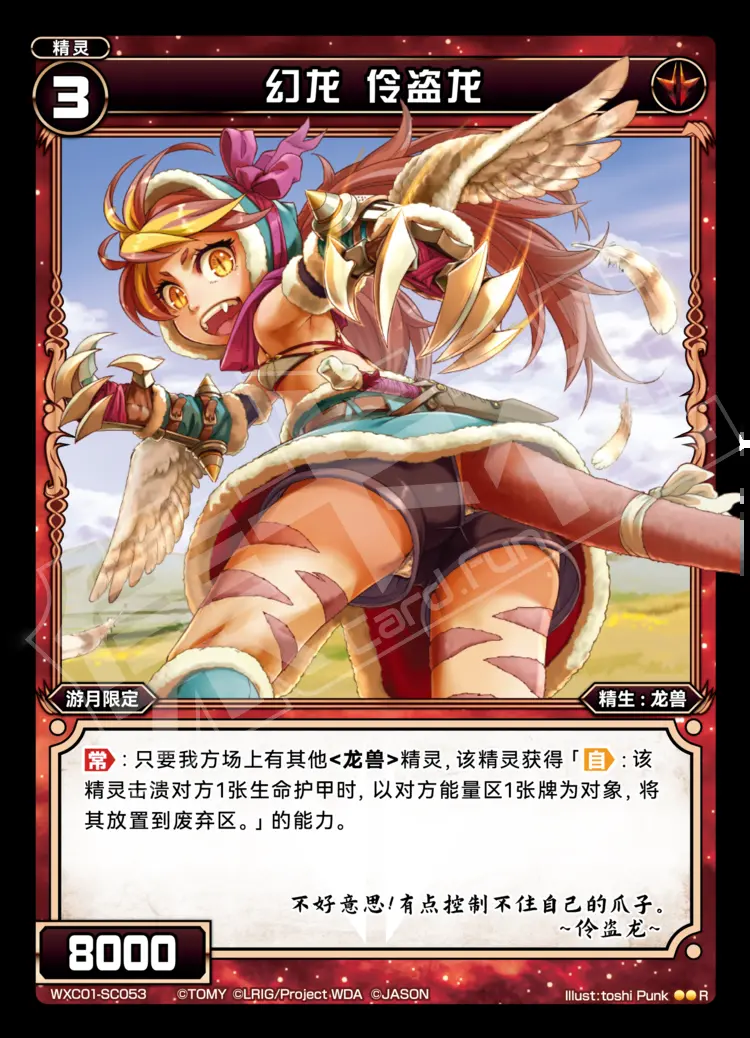 精灵
3
幻龙 伶盗龙
游月限定
精生:龙兽
常:只要我方场上有其他<龙兽>精灵,该精灵获得「自:该
精灵击溃对方1张生命护甲时,以对方能量区1张牌为对象,将
其放置到废弃区。」的能力。
不好意思!有点控制不住自己的爪子。
~伶盗龙~
8000
WXC01-SC053 ©TOMY ©LRIG/Project WDA ©JASON
Illust:toshi Punk R
card.fun